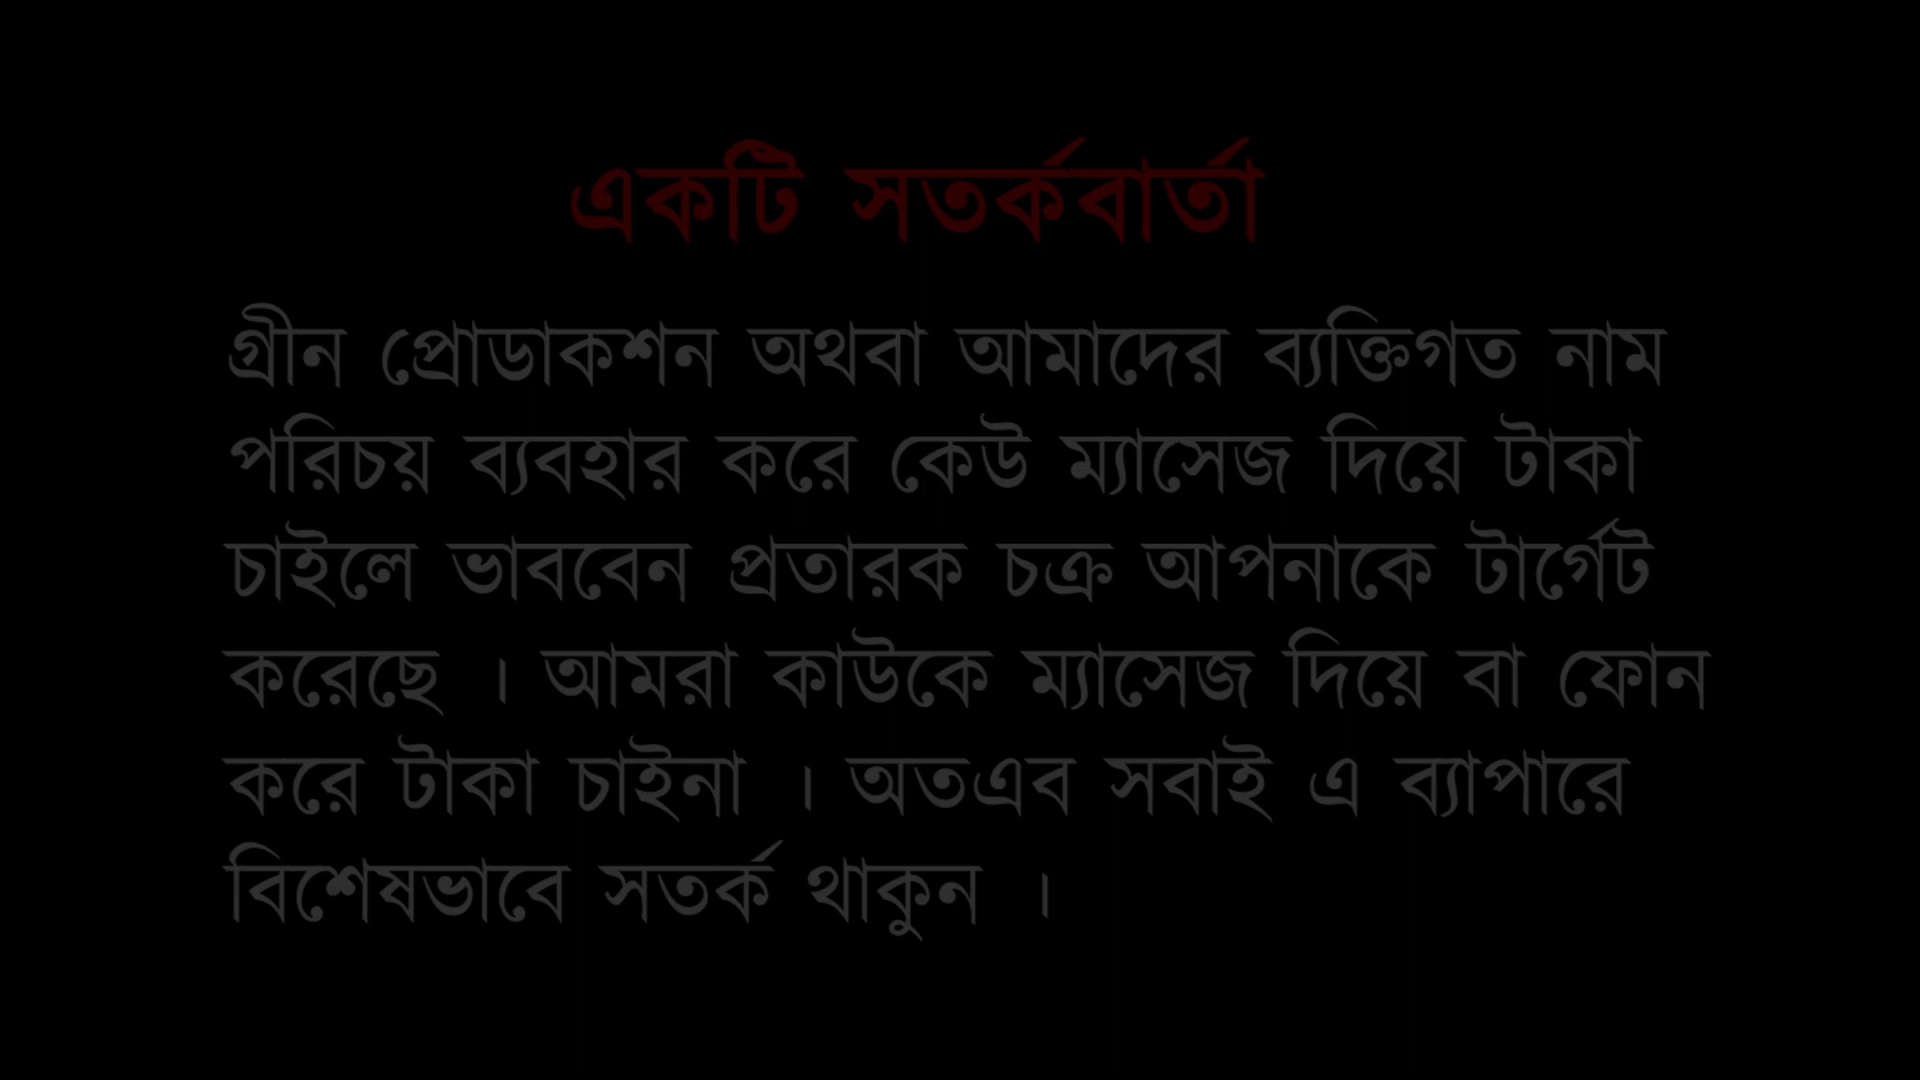 একটি সতর্কবার্তা
গ্রীন প্রোডাকশন অথবা আমাদের ব্যক্তিগত নাম
পরিচয় ব্যবহার করে কেউ ম্যাসেজ দিয়ে টাকা
চাইলে ভাববেন প্রতারক চক্র আপনাকে টার্গেট
করেছে । আমরা কাউকে ম্যাসেজ দিয়ে বা ফোন
করে টাকা চাইনা । অতএব সবাই এ ব্যাপারে
বিশেষভাবে সতর্ক থাকুন ।